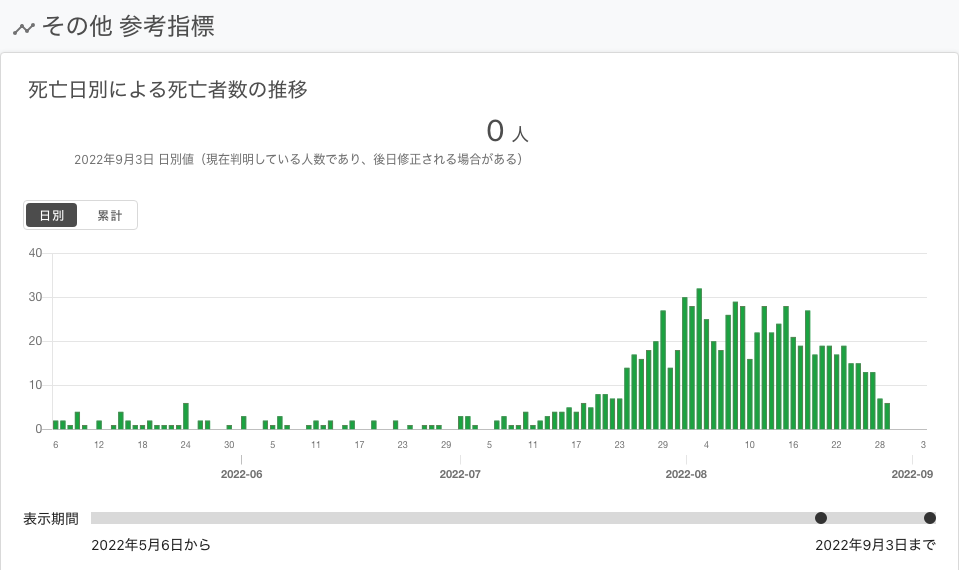 その他 参考指標
死亡日別による死亡者数の推移
0 人
2022年9月3日 日別値（現在判明している人数であり、後日修正される場合がある）
日別 累計
40
30
20
10
0
6 12 18 24 30 5 11 17 23 29 5 11 17 23 29 4 10 16 22 28 3
2022-06 2022-07 2022-08 2022-09
表示期間
2022年5月6日から 2022年9月3日まで